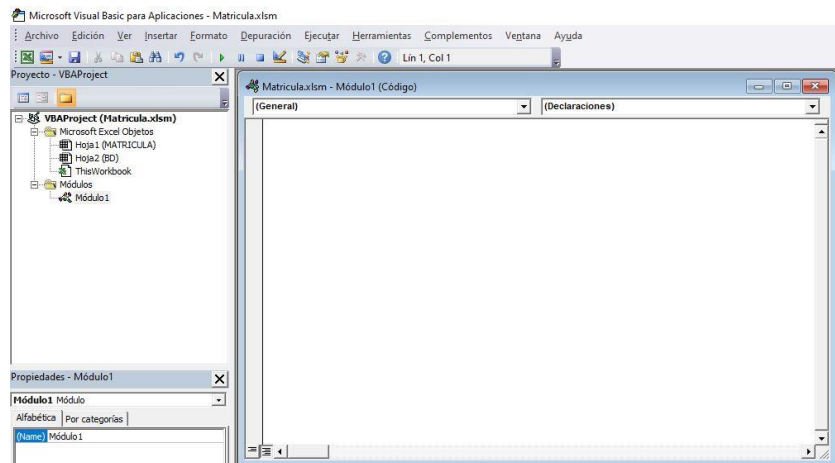 Microsoft Visual Basic para Aplicaciones - Matricula.xlsm
Archivo Edición Ver Insertar Formato Depuración Ejecutar Herramientas Complementos Ventana Ayuda
Lín 1, Col 1
Proyecto - VBAProject
VBAProject (Matricula.xlsm)
Microsoft Excel Objetos
Hoja1 (MATRICULA)
Hoja2 (BD)
ThisWorkbook
Módulos
Módulo1
Propiedades - Módulo1
Módulo1 Módulo
Alfabética Por categorías
(Name) Módulo1
Matricula.xlsm - Módulo1 (Código)
(General) (Declaraciones)